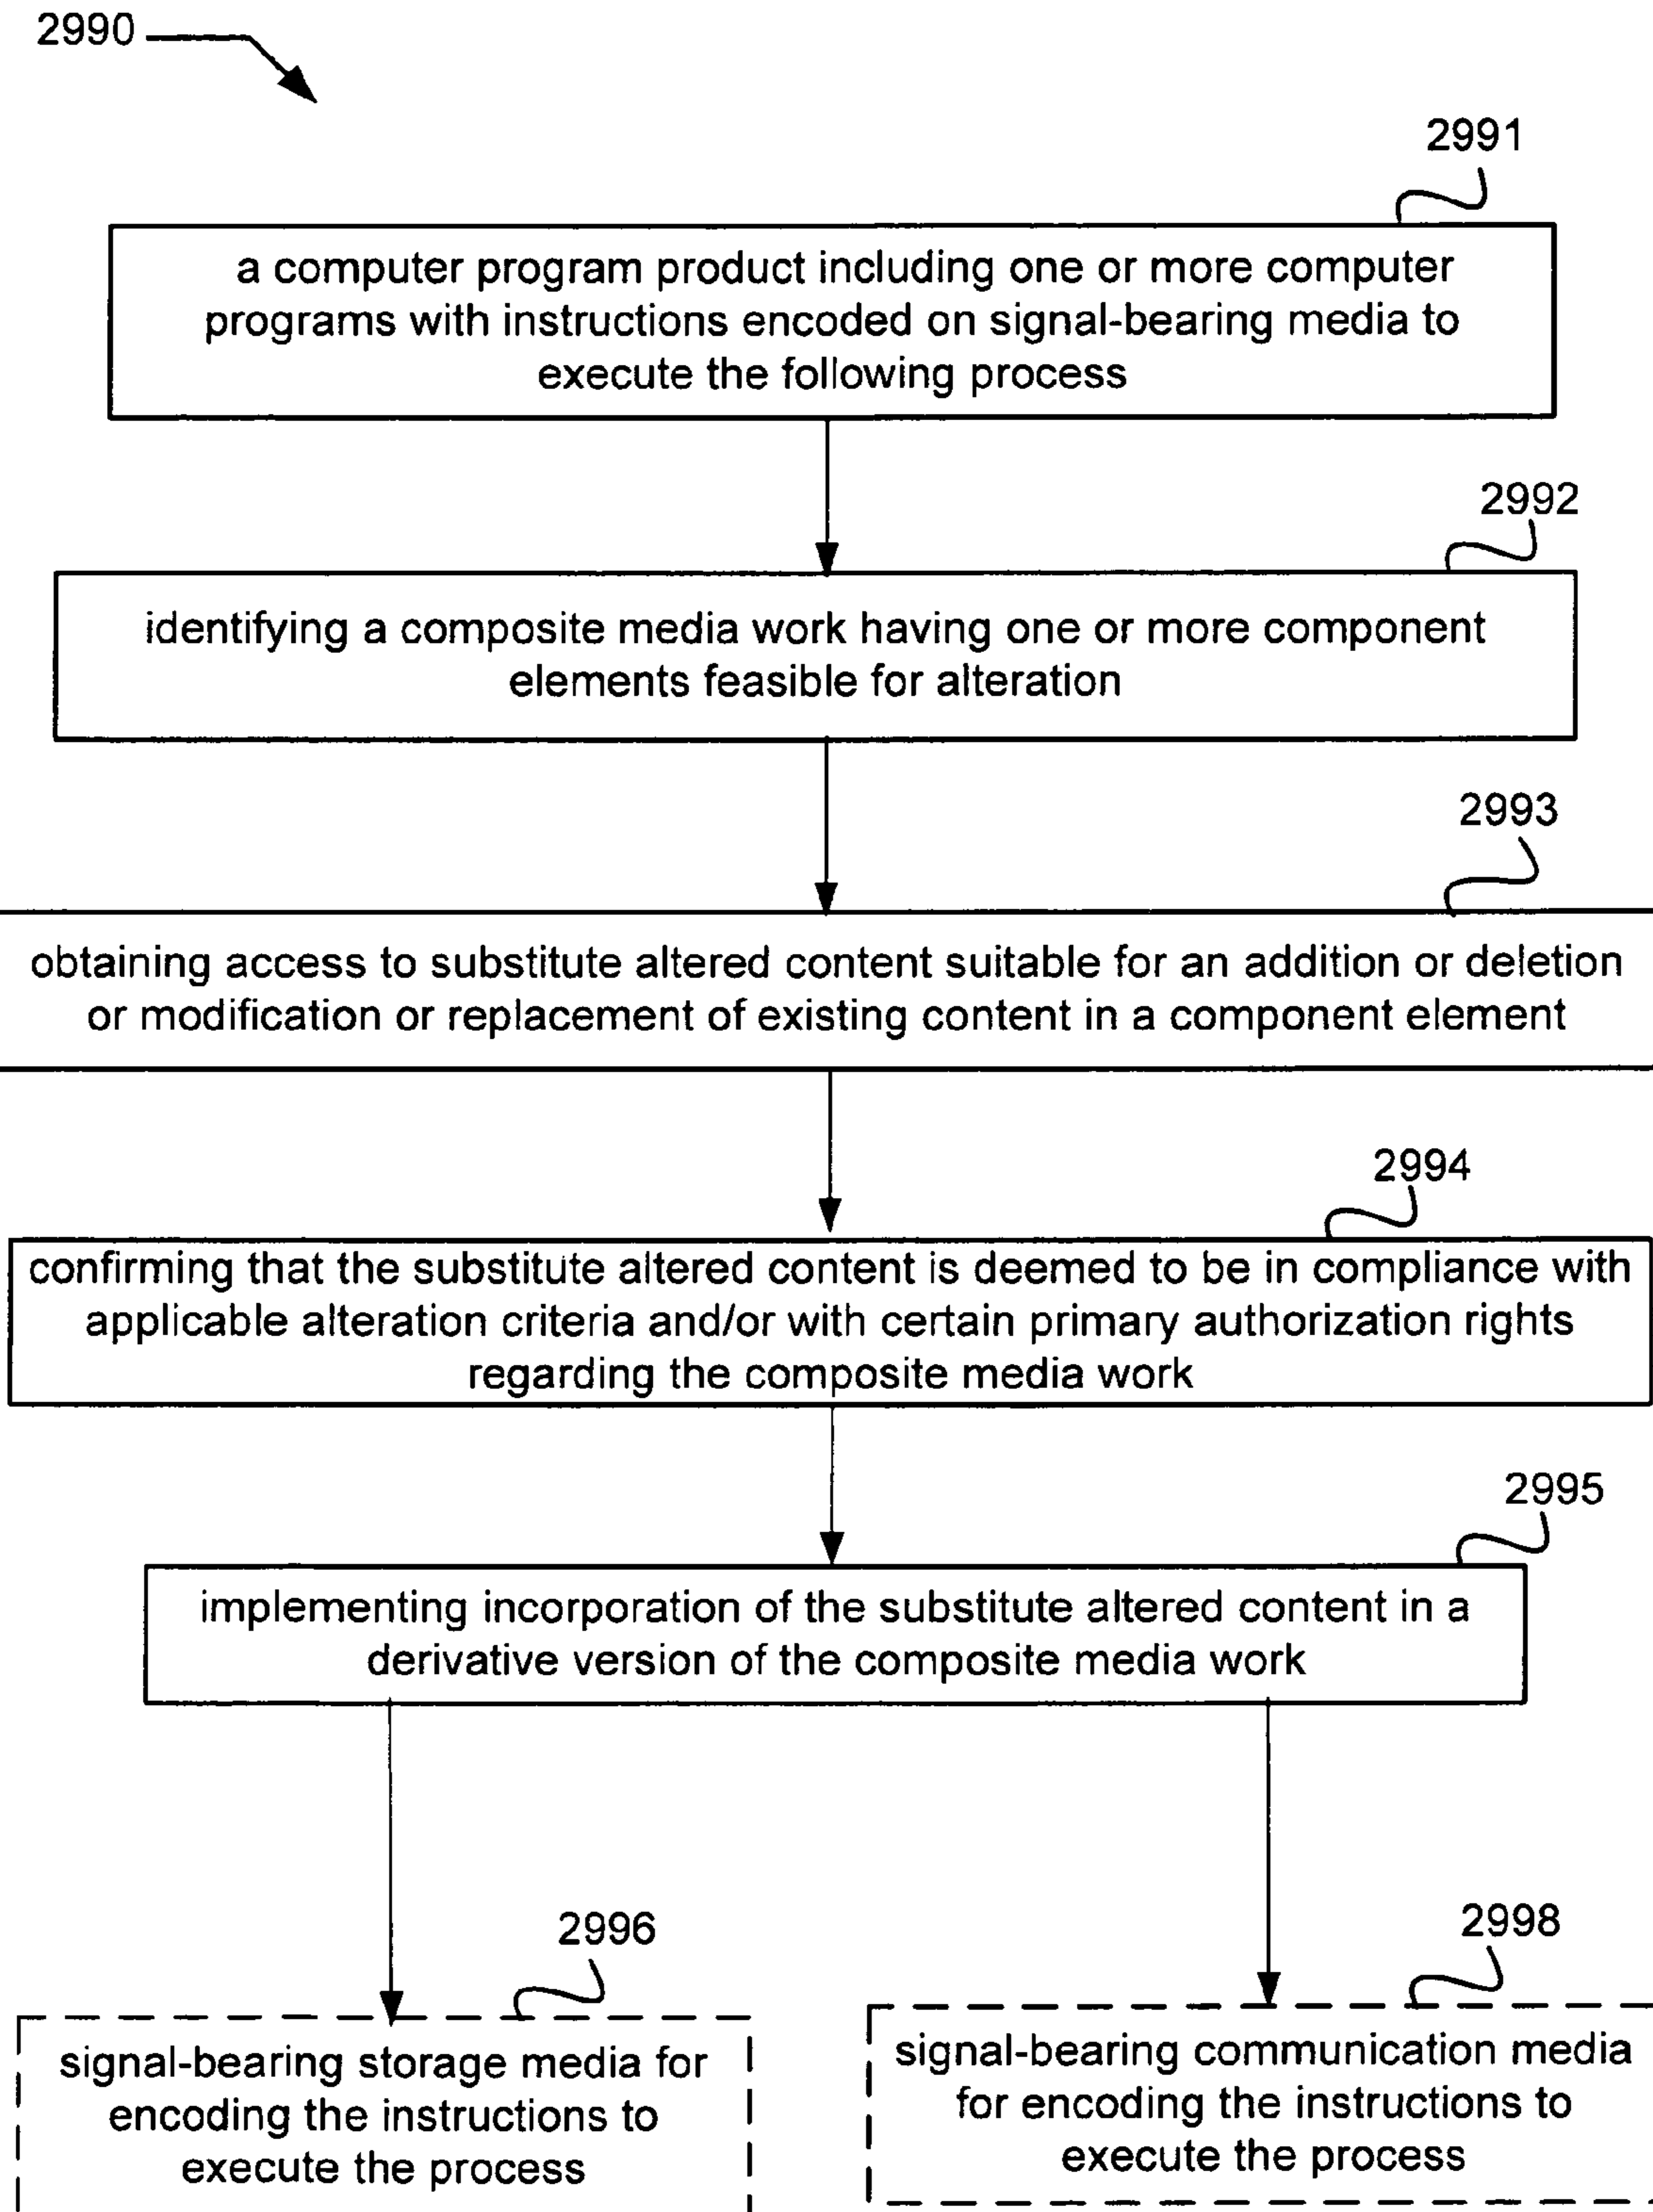 2990
2991
a computer program product including one or more computer
programs with instructions encoded on signal-bearing media to
execute the following process
2992
identifying a composite media work having one or more component
elements feasible for alteration
2993
obtaining access to substitute altered content suitable for an addition or deletion
or modification or replacement of existing content in a component element
2994
confirming that the substitute altered content is deemed to be in compliance with
applicable alteration criteria and/or with certain primary authorization rights
regarding the composite media work
2995
implementing incorporation of the substitute altered content in a
derivative version of the composite media work
2996
signal-bearing storage media for
encoding the instructions to
execute the process
2998
signal-bearing communication media
for encoding the instructions to
execute the process